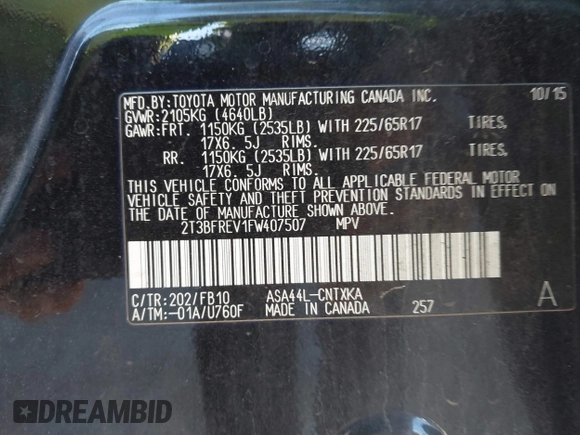 MFD.BY:TOYOTA MOTOR MANUFACTURING CANADA INC. 10/15
GVWR:2105KG (4640LB)
GAWR:FRT. 1150KG (2535LB) WITH 225/65R17 TIRES,
17X6. 5J RIMS.
RR. 1150KG (2535LB) WITH 225/65R17 TIRES,
17X6. 5J RIMS.
THIS VEHICLE CONFORMS TO ALL APPLICABLE FEDERAL MOTOR
VEHICLE SAFETY AND THEFT PREVENTION STANDARDS IN EFFECT ON
THE DATE OF MANUFACTURE SHOWN ABOVE.
2T3BFREV1FW407507 MPV
C/TR:202/FB10 ASA44L-CNTXKA A
A/TM:-01A/U760F MADE IN CANADA 257
DREAMBID